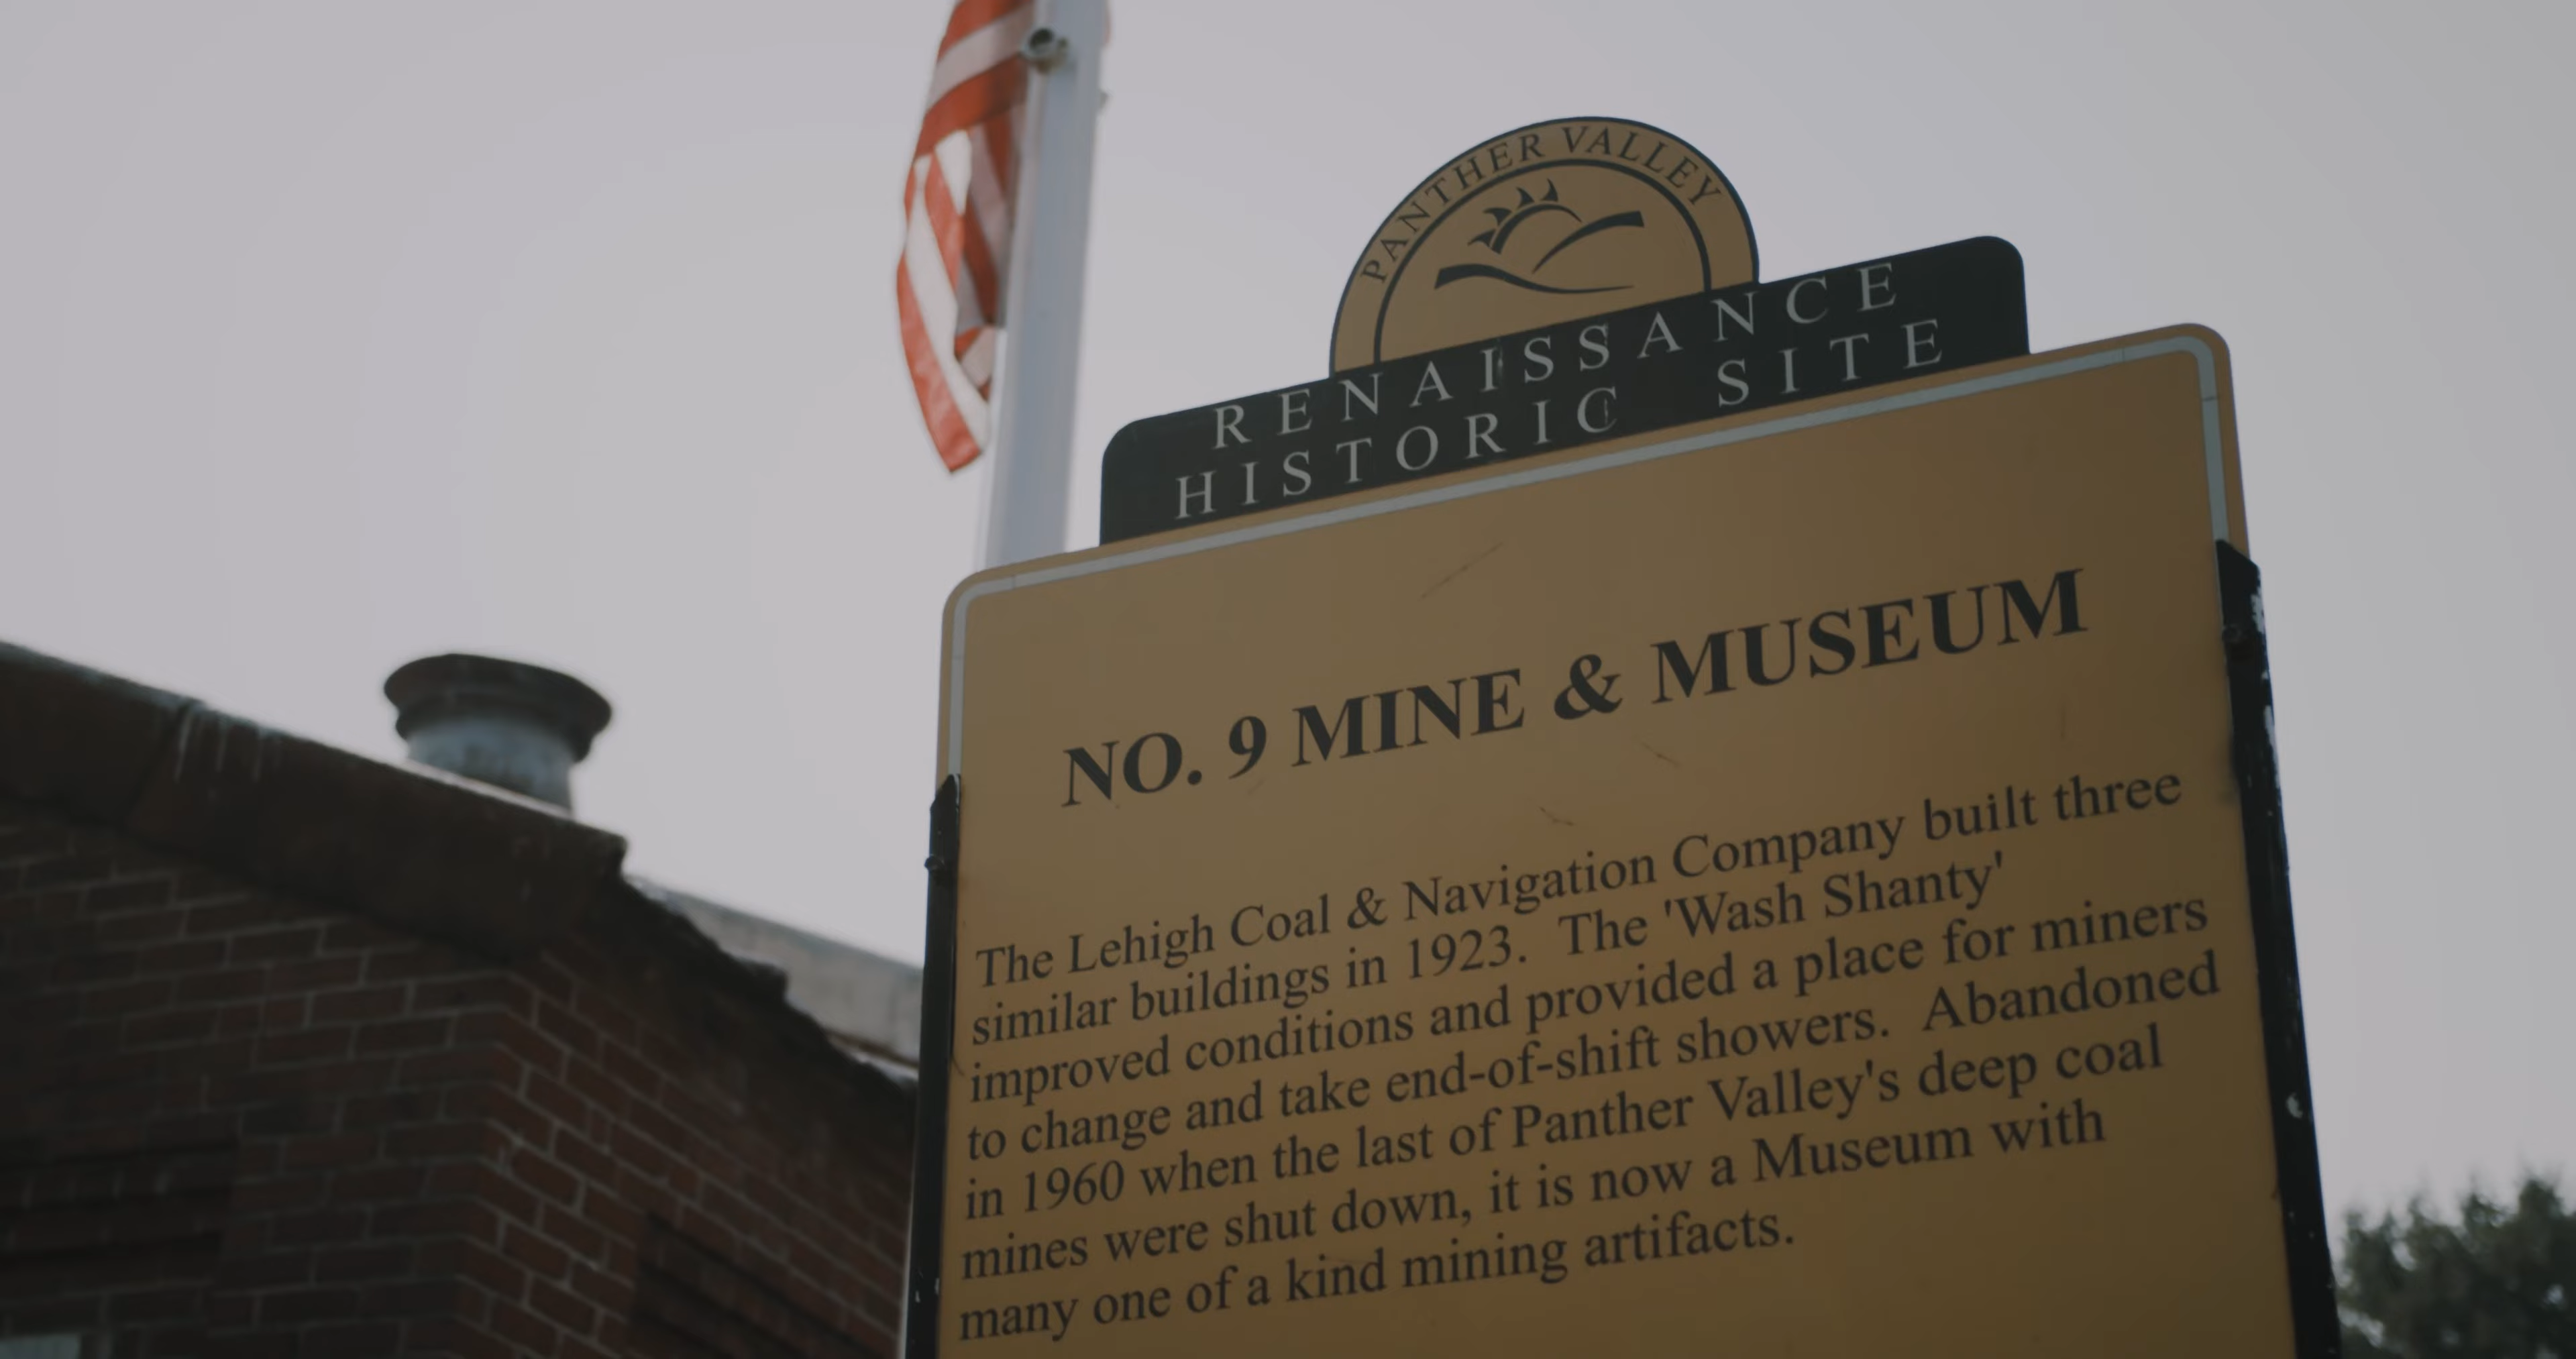 PANTHER VALLEY
RENAISSANCE
HISTORIC SITE
NO. 9 MINE & MUSEUM
The Lehigh Coal & Navigation Company built three
similar buildings in 1923. The 'Wash Shanty'
improved conditions and provided a place for miners
to change and take end-of-shift showers. Abandoned
in 1960 when the last of Panther Valley's deep coal
mines were shut down, it is now a Museum with
many one of a kind mining artifacts.